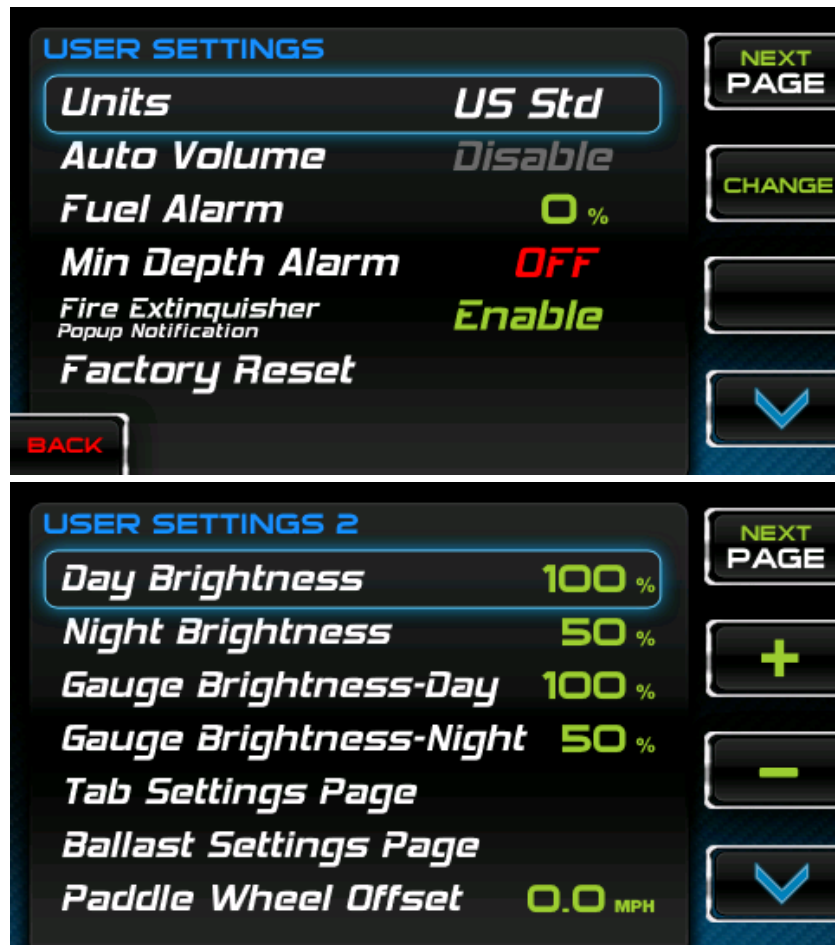 USER SETTINGS
NEXT
PAGE
Units US Std
Auto Volume Disable
CHANGE
Fuel Alarm 0 %
Min Depth Alarm OFF
Fire Extinguisher
Popup Notification
Enable
Factory Reset
BACK
USER SETTINGS 2
NEXT
PAGE
Day Brightness 100 %
Night Brightness 50 %
+
Gauge Brightness-Day 100 %
Gauge Brightness-Night 50 %
-
Tab Settings Page
Ballast Settings Page
Paddle Wheel Offset 0.0 MPH